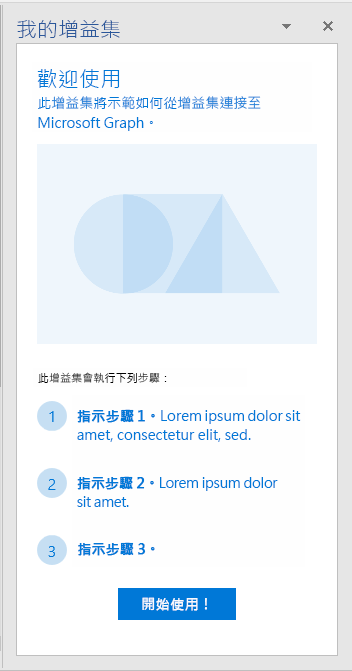 我的增益集
歡迎使用
此增益集將示範如何從增益集連接至
Microsoft Graph。
此增益集會執行下列步驟：
1 指示步驟 1。Lorem ipsum dolor sit
amet, consectetur elit, sed.
2 指示步驟 2。Lorem ipsum dolor
sit amet.
3 指示步驟 3。
開始使用！